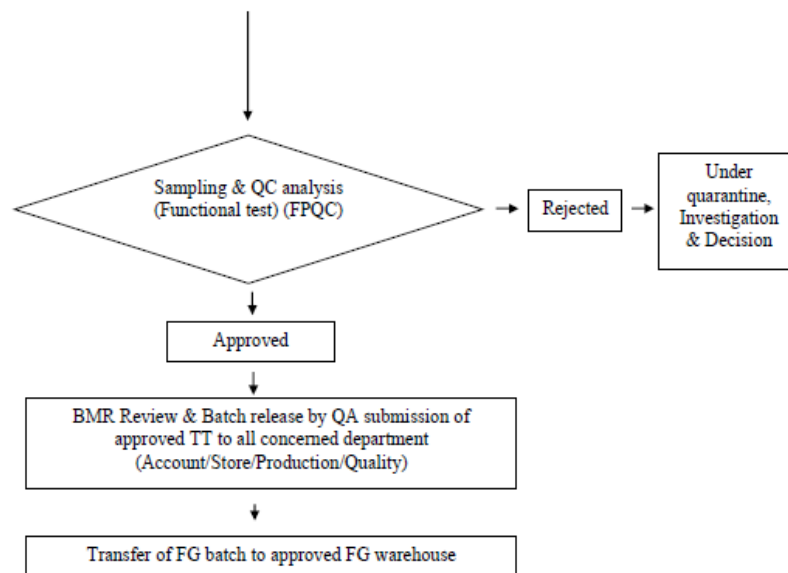 Sampling & QC analysis
(Functional test) (FPQC)
Rejected
Under
quarantine,
Investigation
& Decision
Approved
BMR Review & Batch release by QA submission of
approved TT to all concerned department
(Account/Store/Production/Quality)
Transfer of FG batch to approved FG warehouse